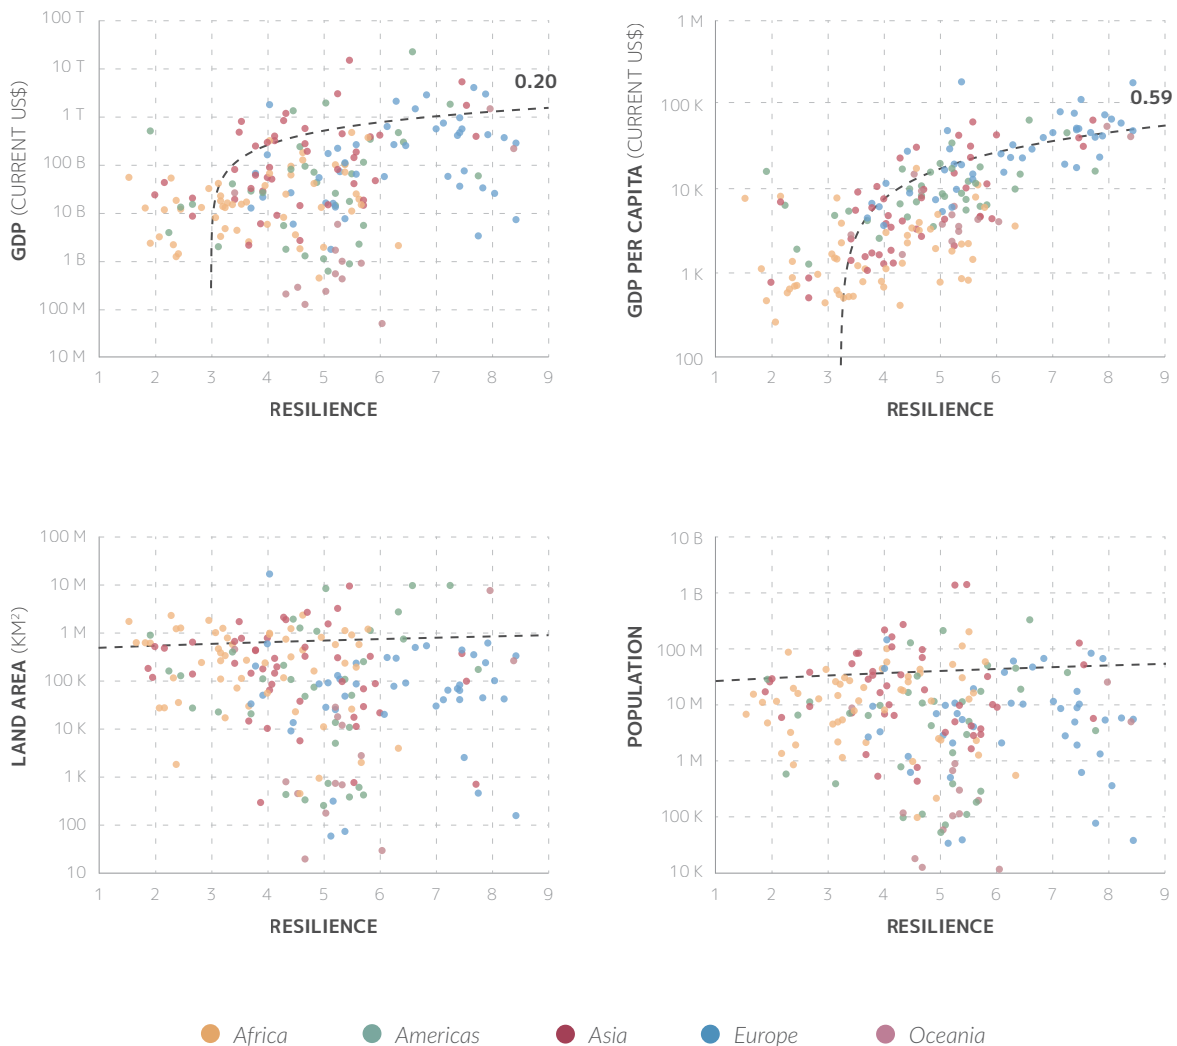 100 T
10 T
1 T
100 B
10 B
1 B
100 M
10 M
GDP (CURRENT US$)
0.20
1 2 3 4 5 6 7 8 9
RESILIENCE
1 M
100 K
10 K
1 K
100
GDP PER CAPITA (CURRENT US$)
0.59
1 2 3 4 5 6 7 8 9
RESILIENCE
100 M
10 M
1 M
100 K
10 K
1 K
100
10
LAND AREA (KM²)
1 2 3 4 5 6 7 8 9
RESILIENCE
10 B
1 B
100 M
10 M
1 M
100 K
10 K
POPULATION
1 2 3 4 5 6 7 8 9
RESILIENCE
Africa Americas Asia Europe Oceania